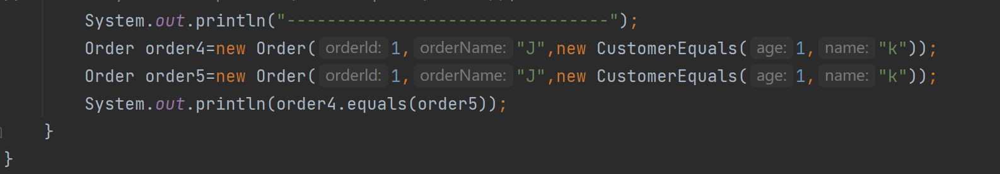 System.out.println("--------------------------------");
Order order4=new Order( orderId: 1, orderName: "J",new CustomerEquals( age: 1, name: "k"));
Order order5=new Order( orderId: 1, orderName: "J",new CustomerEquals( age: 1, name: "k"));
System.out.println(order4.equals(order5));
}
}